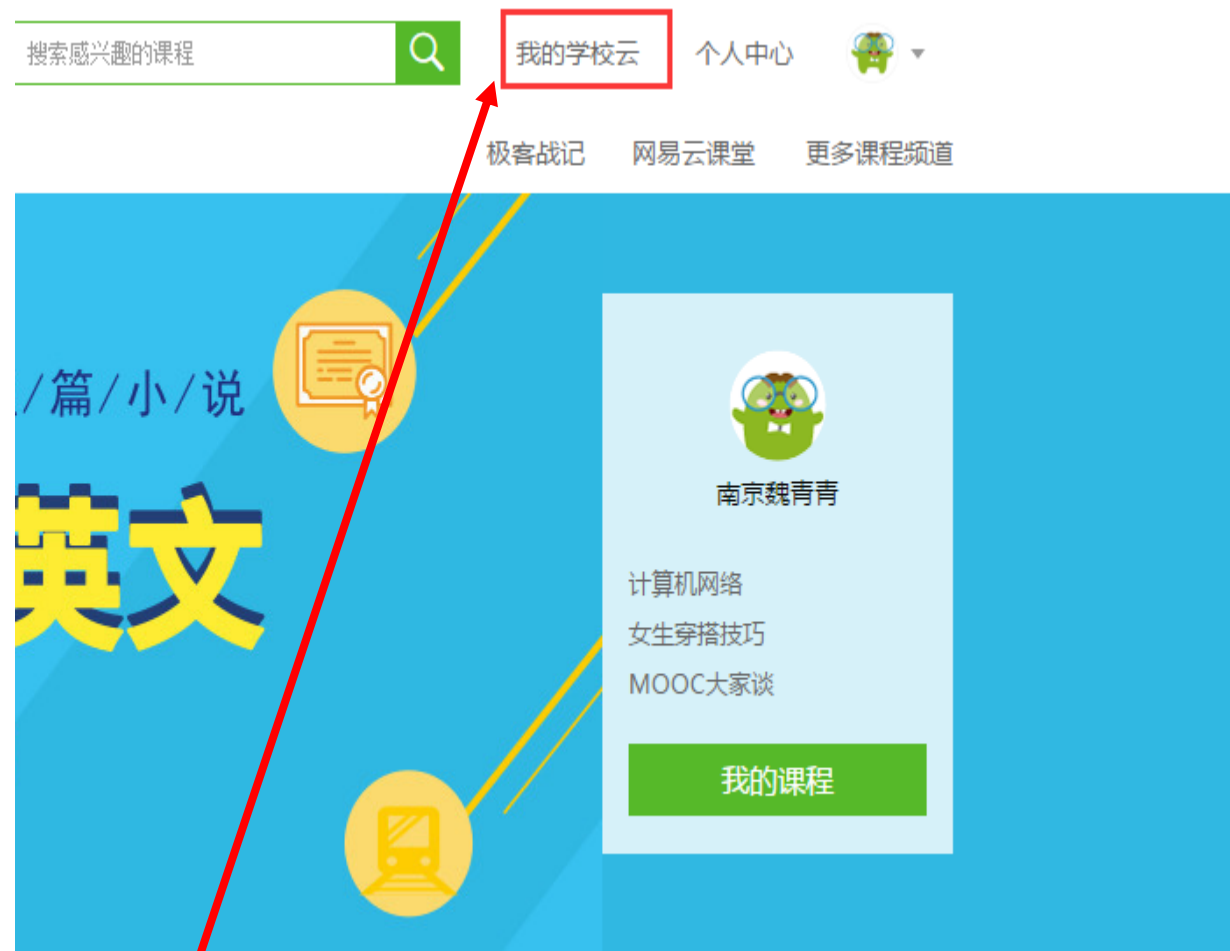 搜索感兴趣的课程 我的学校云 个人中心
极客战记 网易云课堂 更多课程频道
/篇/小/说
英文
南京魏青青
计算机网络
女生穿搭技巧
MOOC大家谈
我的课程